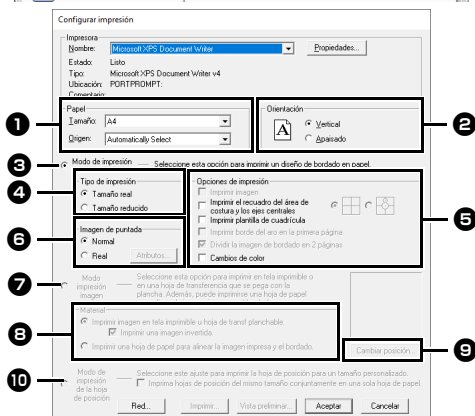 Configurar impresión
Impresora
Nombre: Microsoft XPS Document Writer Propiedades...
Estado: Listo
Tipo: Microsoft XPS Document Writer v4
Ubicación: PORTPROMPT:
Comentario:
Papel
Tamaño: A4
Origen: Automatically Select
Orientación
A
Vertical
Apaisado
1
2
3 Modo de impresión — Seleccione esta opción para imprimir un diseño de bordado en papel.
4
Tipo de impresión
Tamaño real
Tamaño reducido
Opciones de impresión
Imprimir imagen
Imprimir el recuadro del área de
costura y los ejes centrales
Imprimir plantilla de cuadrícula
Imprimir borde del aro en la primera página
Dividir la imagen de bordado en 2 páginas
Cambios de color
5
6
Imagen de puntada
Normal
Real Atributos...
7
Modo
impresión
imagen
Seleccione esta opción para imprimir en tela imprimible o
en una hoja de transferencia que se pega con la
plancha. Además, puede imprimirse una hoja de papel
8
Material
Imprimir imagen en tela imprimible u hoja de transf planchable.
Imprimir una imagen invertida.
Imprimir una hoja de papel para alinear la imagen impresa y el bordado.
Cambiar posición...
9
10
Modo de
impresión
de la hoja
de posición
Seleccione este ajuste para imprimir la hoja de posición para un tamaño personalizado.
Imprima hojas de posición del mismo tamaño conjuntamente en una sola hoja de papel.
Red... Imprimir... Vista preliminar... Aceptar Cancelar